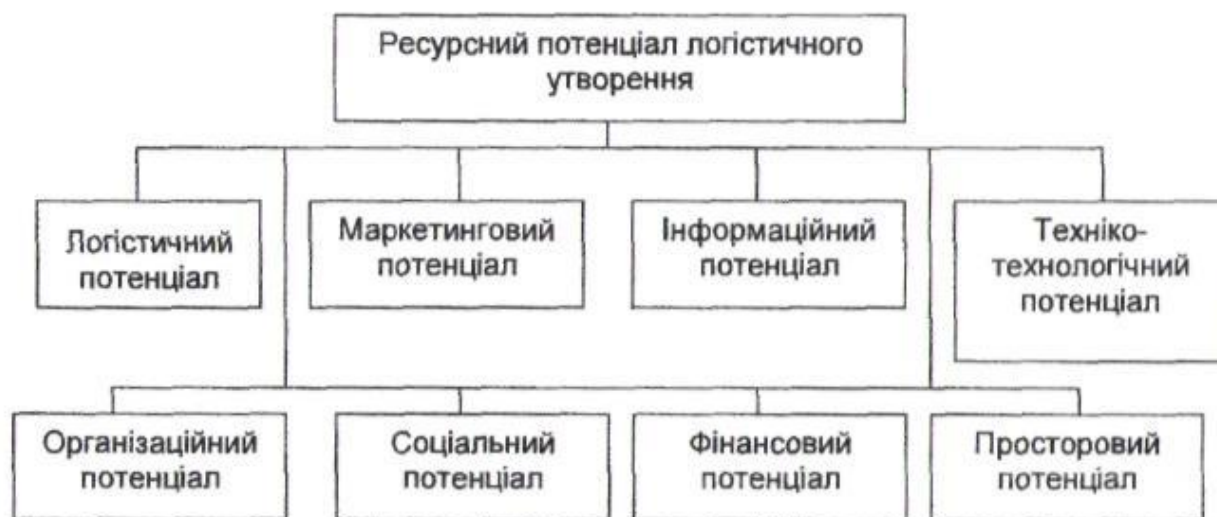 Ресурсний потенціал логістичного
утворення
Логістичний
потенціал
Маркетинговий
потенціал
Інформаційний
потенціал
Техніко-
технологічний
потенціал
Організаційний
потенціал
Соціальний
потенціал
Фінансовий
потенціал
Просторовий
потенціал